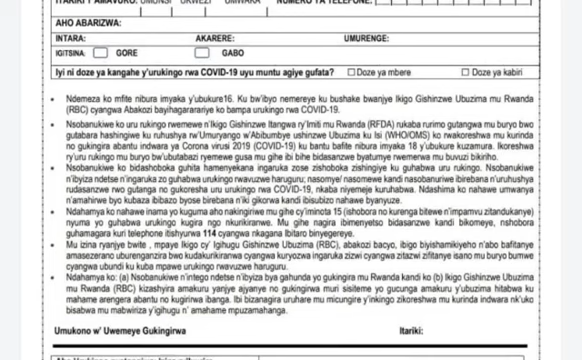 ITARIKI Y'AMAVUKO: UMUNSI UKWEZI UMWAKA NUMERO YA TELEFONE:
AHO ABARIZWA:
INTARA: AKARERE: UMURENGE:
IGITSINA: GORE GABO
Iyi ni doze ya kangahe y'urukingo rwa COVID-19 uyu muntu agiye gufata? Doze ya mbere Doze ya kabiri
• Ndemeza ko mfite nibura imyaka y'ubukure16. Ku bw'ibyo nemereye ku bushake bwanjye Ikigo Gishinzwe Ubuzima mu Rwanda
(RBC) cyangwa Abakozi bayihagarariye ko bampa urukingo rwa COVID-19.
• Nsobanukiwe ko uru rukingo rwemewe n'Ikigo Gishinzwe Itangwa ry'Imiti mu Rwanda (RFDA) rukaba rurimo gutangwa mu buryo bwo
gutabara hashingiwe ku ruhushya rw'Umuryango w'Abibumbye ushinzwe Ubuzima ku Isi (WHO/OMS) ko rwakoreshwa mu kurinda
no gukingira abantu indwara ya Corona virusi 2019 (COVID-19) ku bantu bafite nibura imyaka 18 y'ubukure kuzamura. Ikoreshwa
ry'uru rukingo mu buryo bw'ubutabazi ryemewe gusa mu gihe ibi bihe bidasanzwe byatumye rwemerwa mu buvuzi bikiriho.
• Nsobanukiwe ko bidashoboka guhita hamenyekana ingaruka zose zishoboka zishingiye ku guhabwa uru rukingo. Nsobanukiwe
n'ibyiza ndetse n'ingaruka zo guhabwa urukingo rwavuzwe haruguru; nasomye/ nasomewe kandi nasobanuriwe ibirebana n'uruhushya
rudasanzwe rwo gutanga no gukoresha uru urukingo rwa COVID-19, nkaba niyemeje kuruhabwa. Ndashima ko nahawe umwanya
n'amahirwe byo kubaza ibibazo byose birebana n'iki gikorwa kandi ibisubizo nahawe byanyuze.
• Ndahamya ko nahawe inama yo kuguma aho nakingiriwe mu gihe cy'iminota 15 (ishobora no kurenga bitewe n'impamvu zitandukanye)
nyuma yo guhabwa urukingo kugira ngo nkurikiranwe. Mu gihe nagira ibimenyetso bidasanzwe kandi bikomeye, nshobora
guhamagara kuri telephone itishyurwa 114 cyangwa nkagana Ibitaro binyegereye.
• Mu izina ryanjye bwite , mpaye Ikigo cy' Igihugu Gishinzwe Ubuzima (RBC), abakozi bacyo, ibigo biyishamikiyeho n'abo bafitanye
amasezerano uburenganzira bwo kudakurikiranwa cyangwa kuryozwa ingaruka zizwi cyangwa zitazwi zifitanye isano mu buryo bumwe
cyangwa ubundi ku kuba mpawe urukingo rwavuzwe haruguru.
• Ndahamya ko: (a) Nsobanukiwe n'intego ndetse n'ibyiza bya gahunda yo gukingira mu Rwanda kandi ko (b) Ikigo Gishinzwe Ubuzima
mu Rwanda (RBC) kizashyira amakuru yanjye ajyanye no gukingirwa muri sisiteme yo gucunga amakuru y'ubuzima hitabwa ku
mahame arengera abantu no kugirirwa ibanga. Ibi bizanagira uruhare mu micungire y'inkingo zikoreshwa mu kurinda indwara nk'uko
bisabwa mu mabwiriza y'igihugu n' amahame mpuzamahanga.
Umukono w' Uwemeye Gukingirwa Itariki: